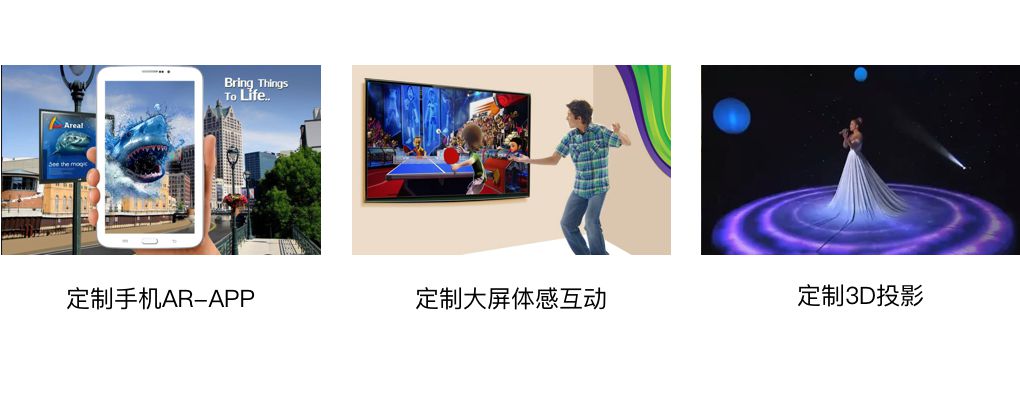 Bring Things
To Life..
Areal
See the magic
定制手机AR-APP
定制大屏体感互动
定制3D投影